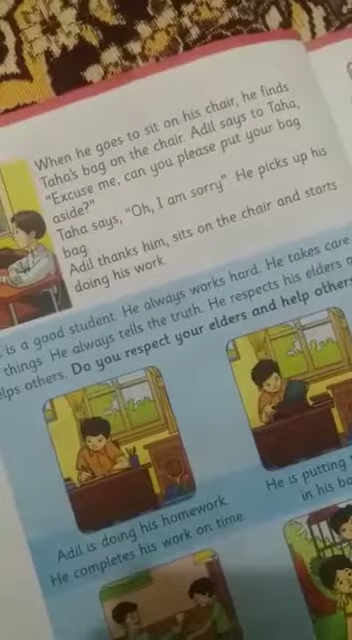 When he goes to sit on his chair, he finds
Taha's bag on the chair. Adil says to Taha,
"Excuse me, can you please put your bag
aside?"
Taha says, "Oh, I am sorry". He picks up his
bag.
Adil thanks him, sits on the chair and starts
doing his work.
is a good student. He always works hard. He takes care
things. He always tells the truth. He respects his elders
others. Do you respect your elders and help others
Adil is doing his homework.
He completes his work on time.
He is putting
in his